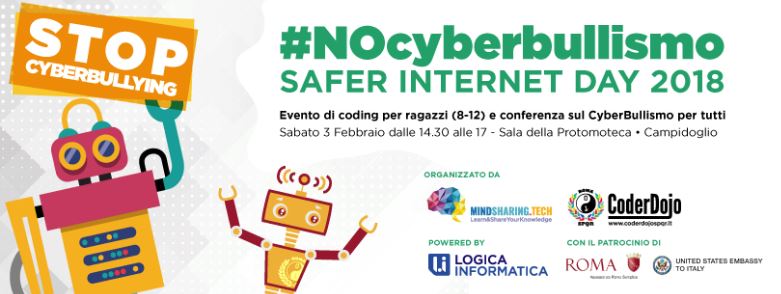 STOP
CYBERBULLYING
#NOcyberbullismo
SAFER INTERNET DAY 2018
Evento di coding per ragazzi (8-12) e conferenza sul CyberBullismo per tutti
Sabato 3 Febbraio dalle 14.30 alle 17 - Sala della Protomoteca • Campidoglio
ORGANIZZATO DA
MINDSHARING.TECH
Learn&ShareYourKnowledge
ROMA
SPQR
CoderDojo
www.coderdojospqr.it
POWERED BY
LOGICA
INFORMATICA
CON IL PATROCINIO DI
ROMA
UNITED STATES EMBASSY
TO ITALY